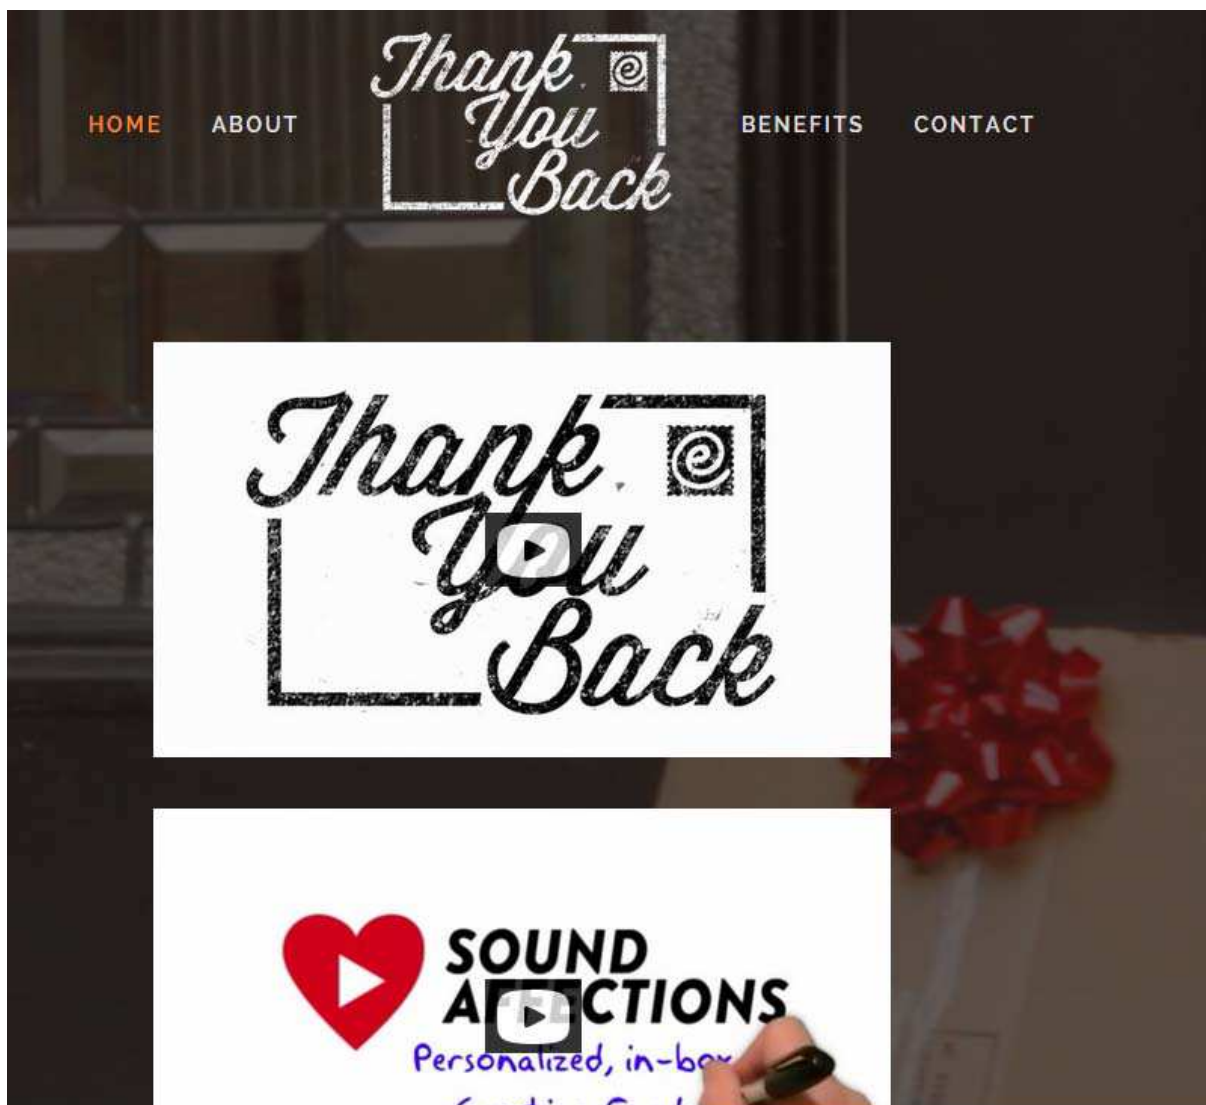 HOME ABOUT BENEFITS CONTACT
Thank
e
You
Back
Thank
e
You
Back
SOUND
AFFECTIONS
Personalized, in-box